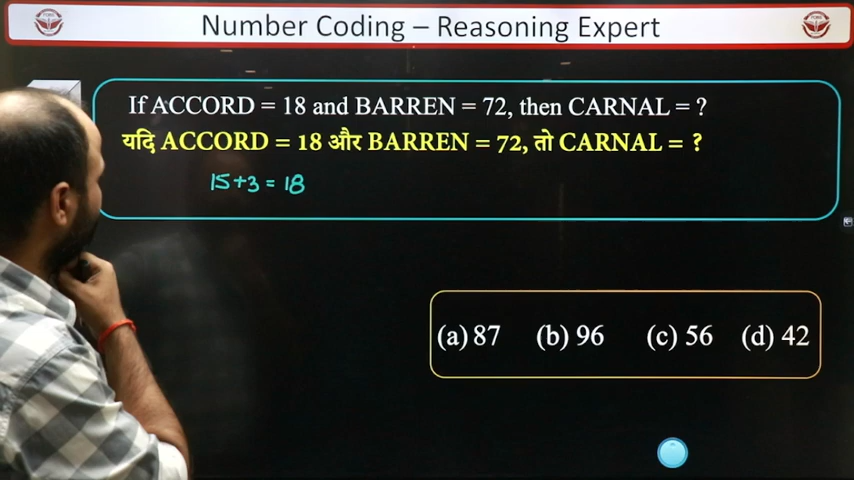 Number Coding – Reasoning Expert
If ACCORD = 18 and BARREN = 72, then CARNAL = ?
यदि ACCORD = 18 और BARREN = 72, तो CARNAL = ?
15+3 = 18
(a) 87 (b) 96 (c) 56 (d) 42